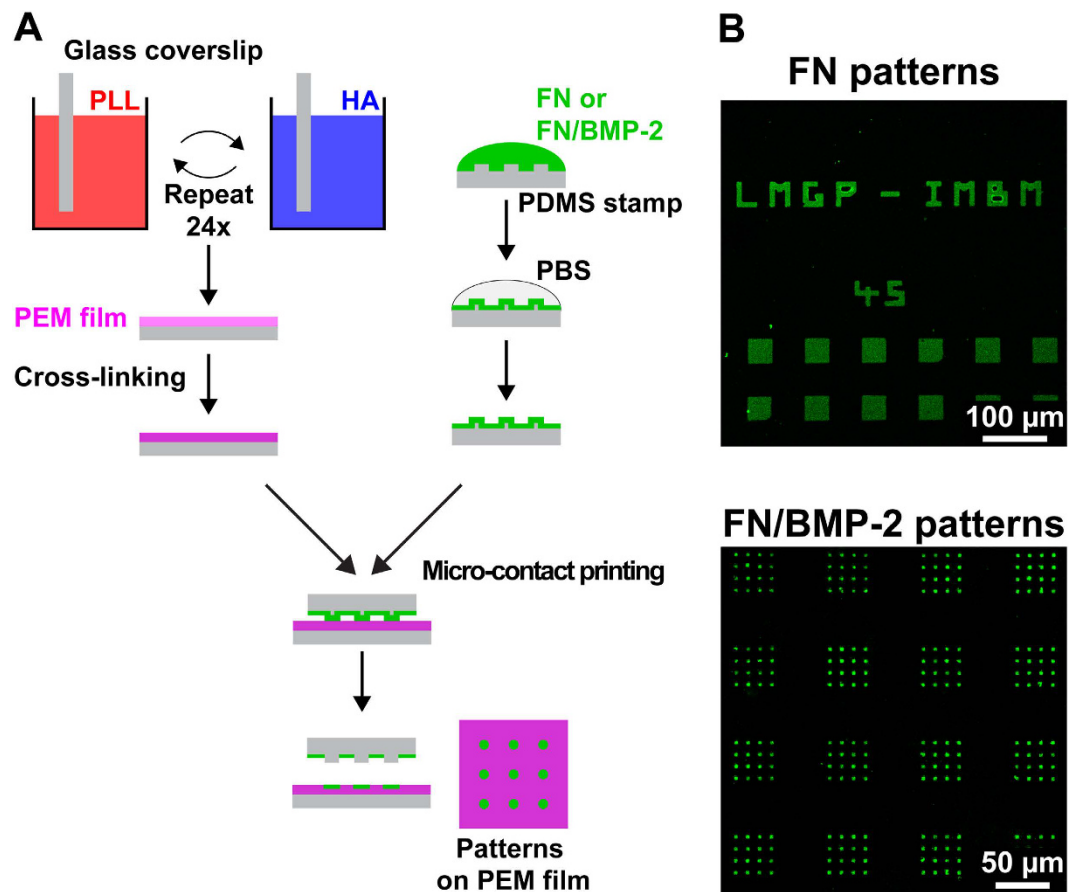 A
Glass coverslip
PLL
HA
Repeat
24x
PEM film
Cross-linking
FN or
FN/BMP-2
PDMS stamp
PBS
Micro-contact printing
Patterns
on PEM film
B
FN patterns
LMGP - IMBM
45
100 µm
FN/BMP-2 patterns
50 µm